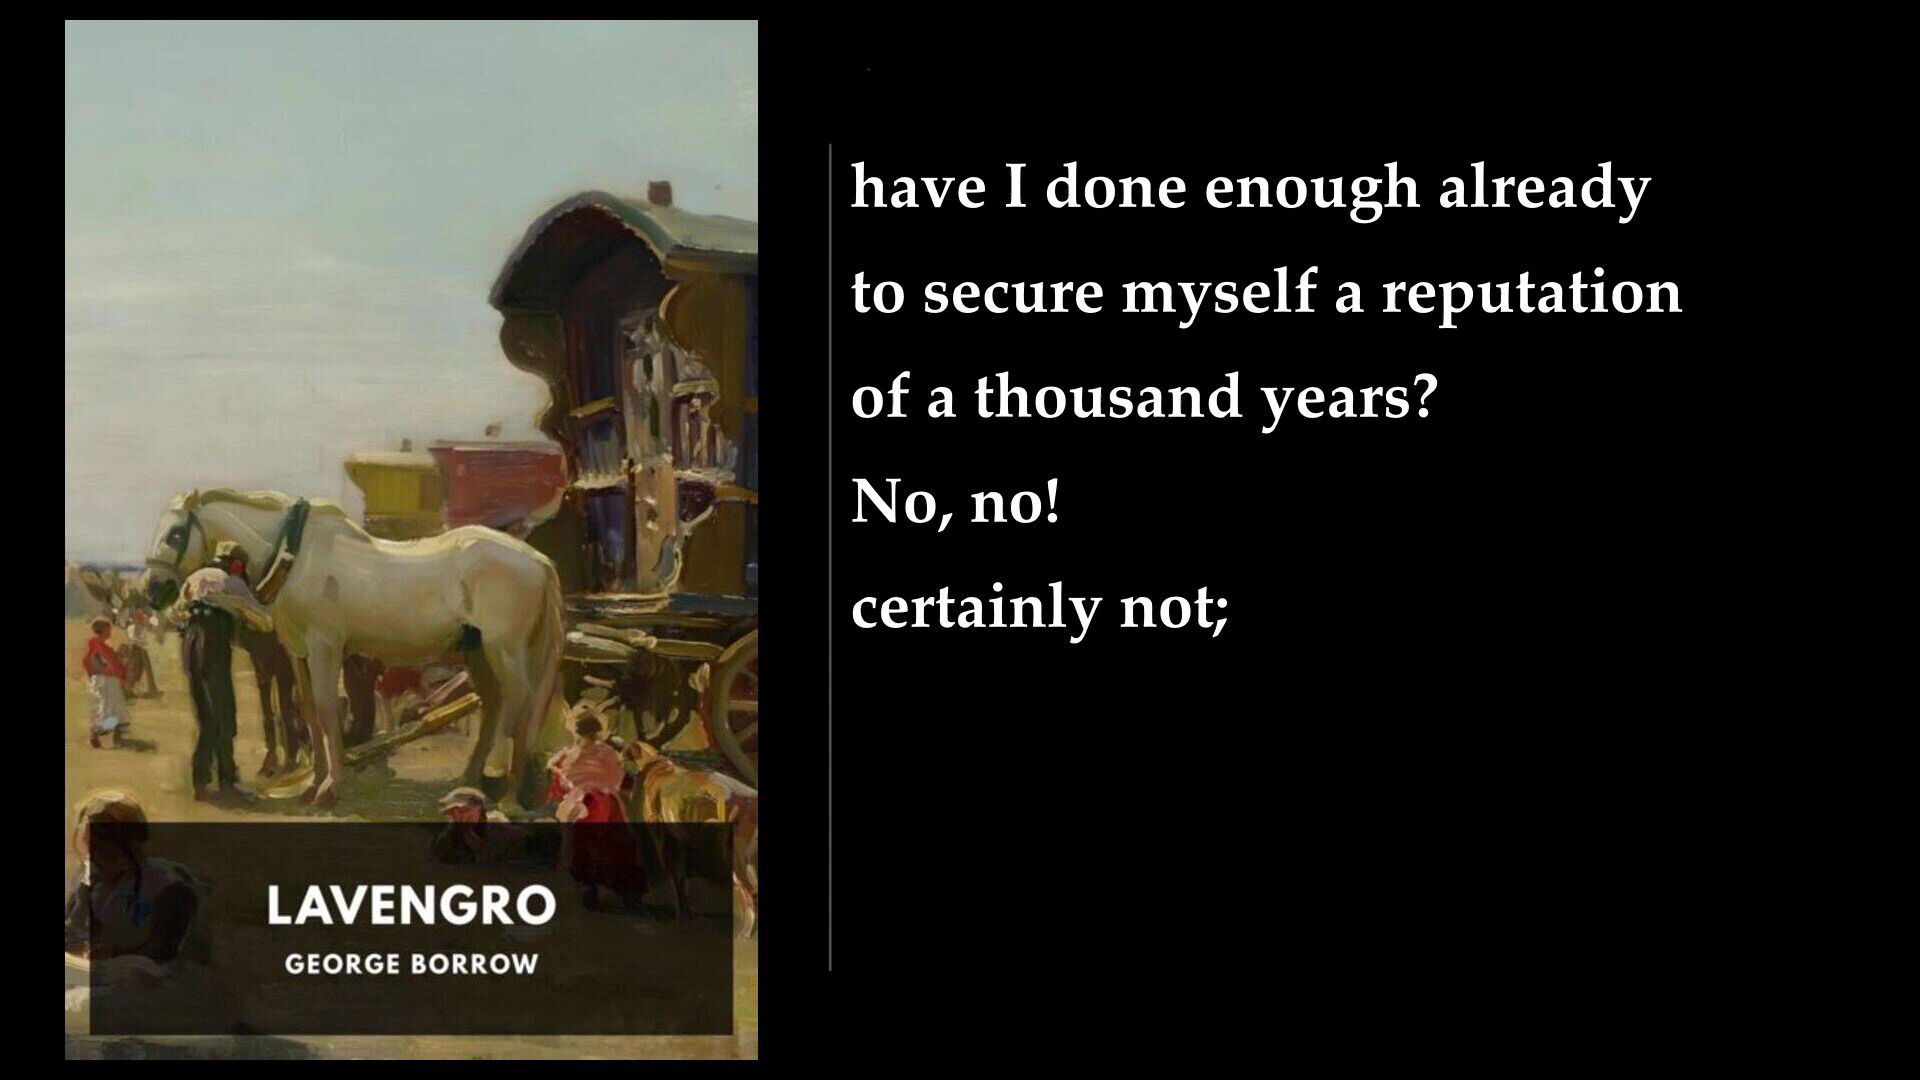 have I done enough already
to secure myself a reputation
of a thousand years?
No, no!
certainly not;
LAVENGRO
GEORGE BORROW